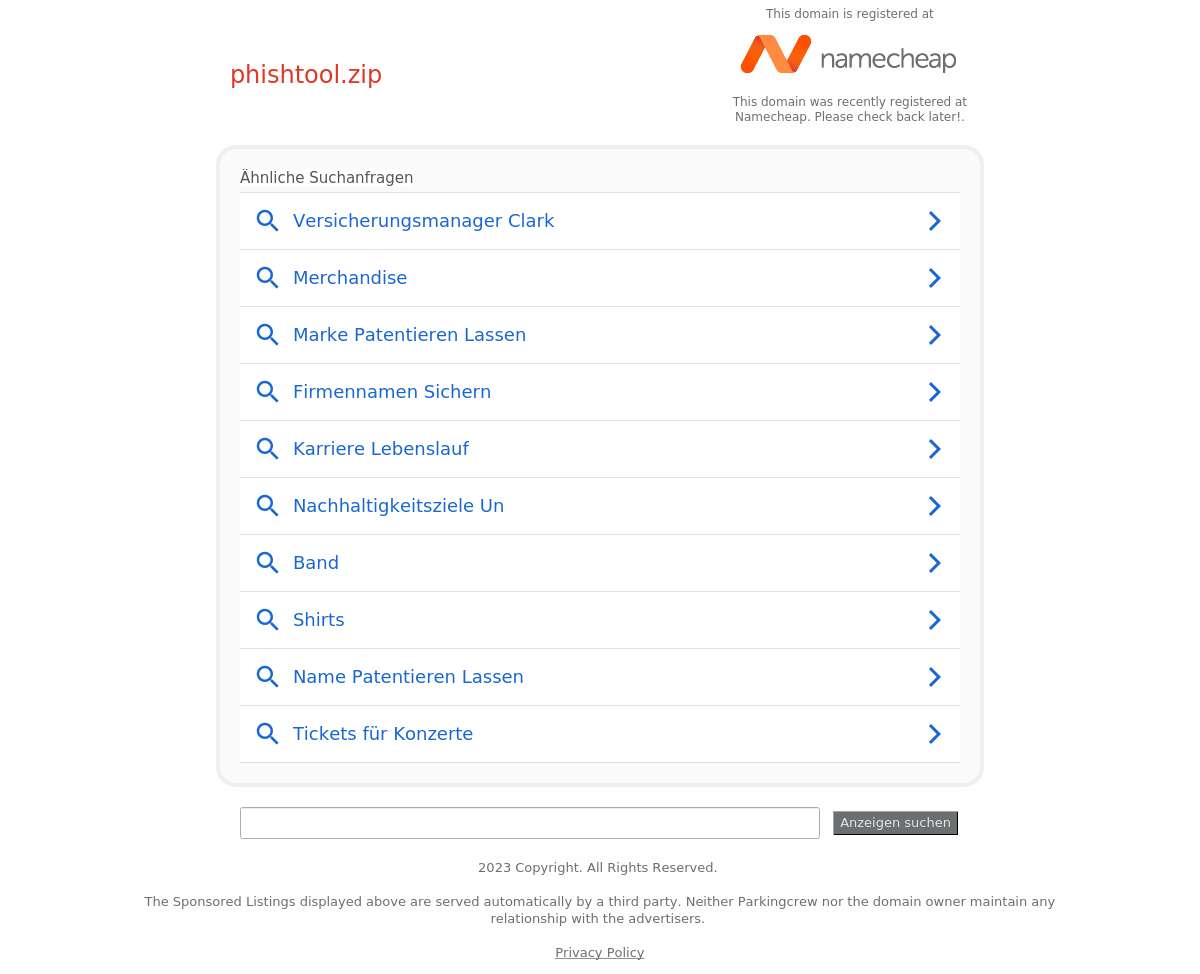 This domain is registered at
namecheap
phishtool.zip
This domain was recently registered at
Namecheap. Please check back later!.
Ähnliche Suchanfragen
Versicherungsmanager Clark
Merchandise
Marke Patentieren Lassen
Firmennamen Sichern
Karriere Lebenslauf
Nachhaltigkeitsziele Un
Band
Shirts
Name Patentieren Lassen
Tickets für Konzerte
Anzeigen suchen
2023 Copyright. All Rights Reserved.
The Sponsored Listings displayed above are served automatically by a third party. Neither Parkingcrew nor the domain owner maintain any
relationship with the advertisers.
Privacy Policy